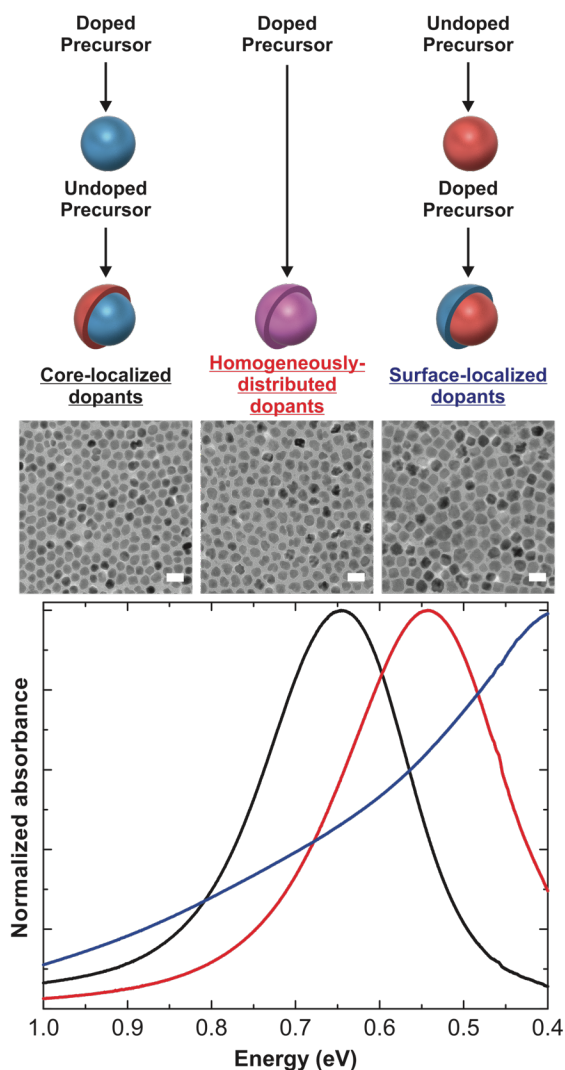 Doped
Precursor
Doped
Precursor
Undoped
Precursor
Undoped
Precursor
Doped
Precursor
Core-localized
dopants
Homogeneously-
distributed
dopants
Surface-localized
dopants
Normalized absorbance
1.0 0.9 0.8 0.7 0.6 0.5 0.4
Energy (eV)